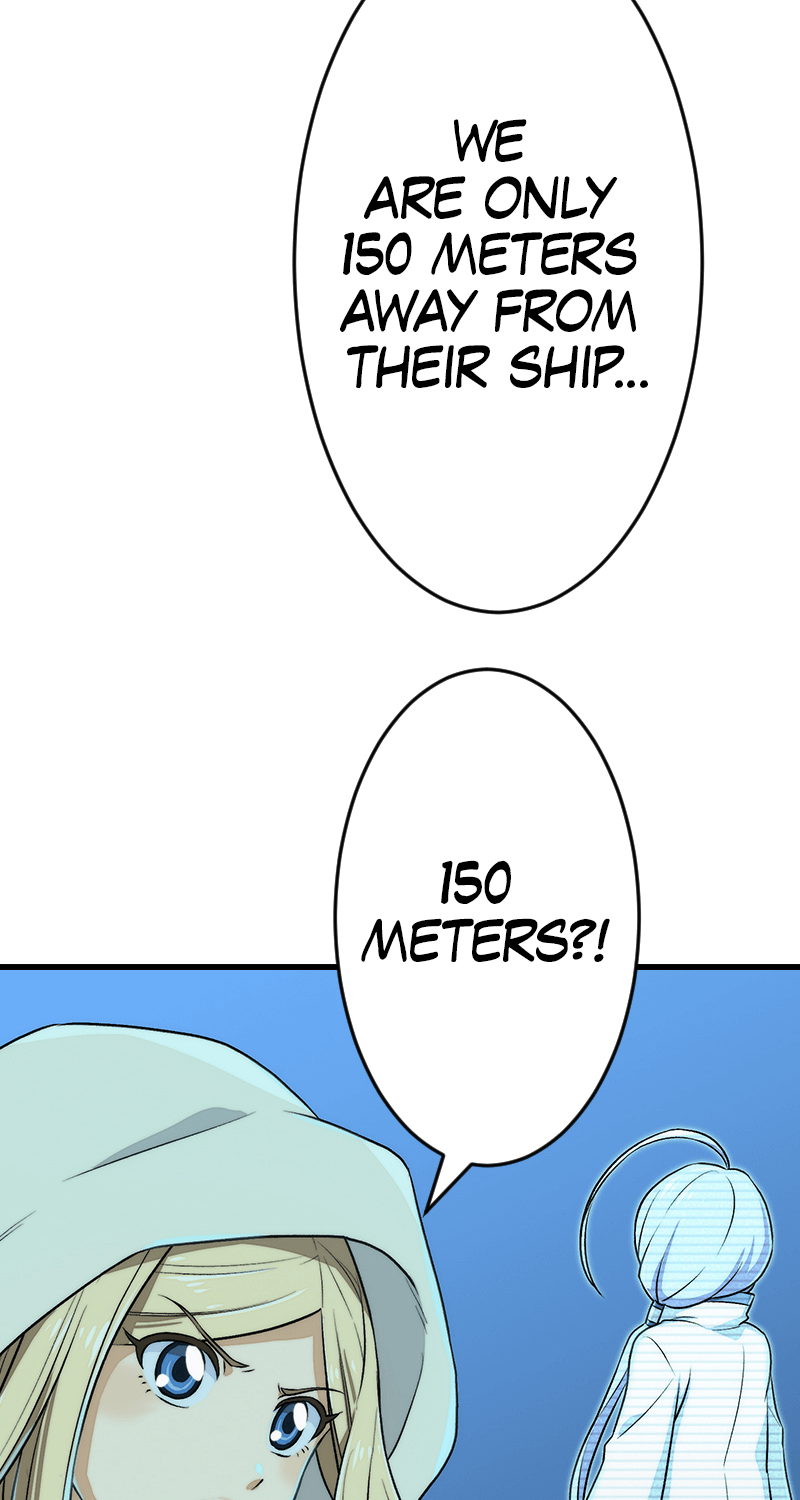 WE
ARE ONLY
150 METERS
AWAY FROM
THEIR SHIP...
150
METERS?!